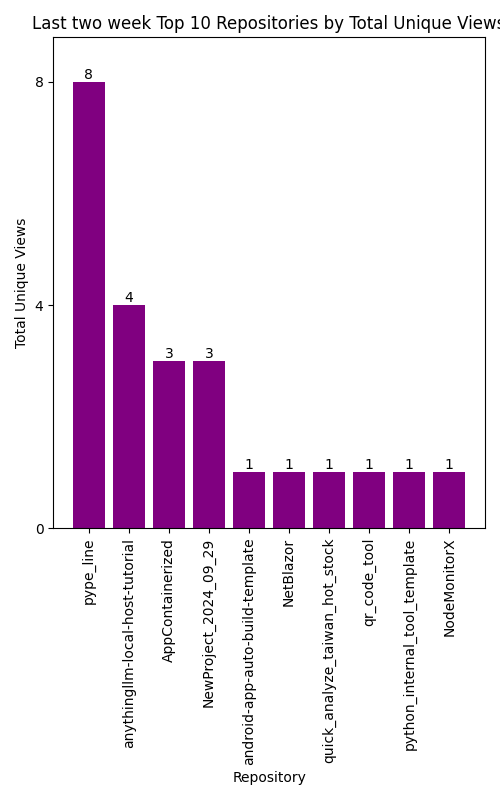 Last two week Top 10 Repositories by Total Unique Views
8
4
0
Total Unique Views
8
4
3
3
1
1
1
1
1
1
pype_line
anythingllm-local-host-tutorial
AppContainerized
NewProject_2024_09_29
android-app-auto-build-template
NetBlazor
quick_analyze_taiwan_hot_stock
qr_code_tool
python_internal_tool_template
NodeMonitorX
Repository